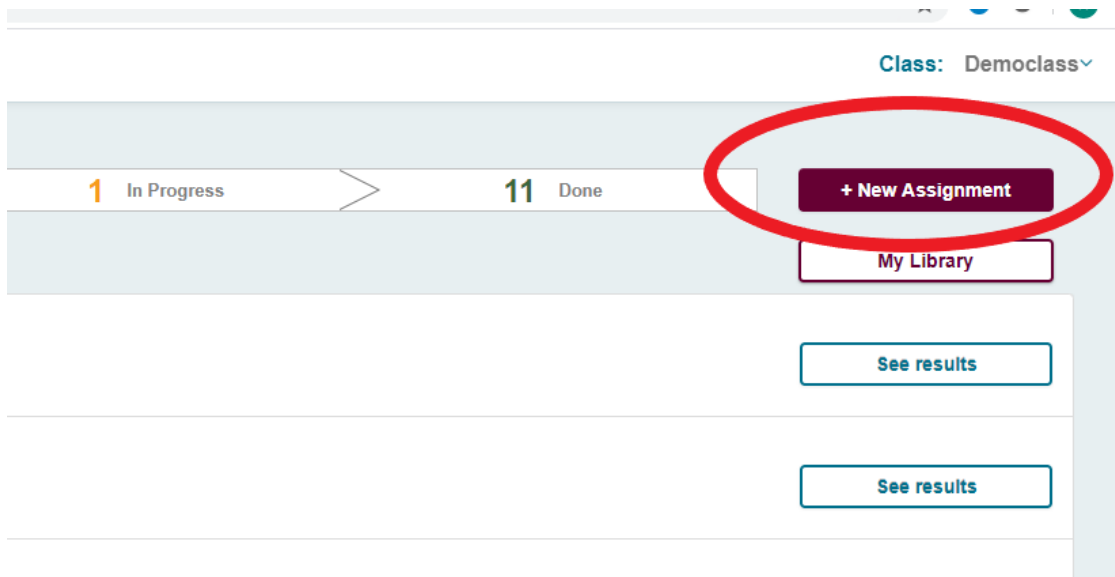 Class: Democlass
1 In Progress 11 Done + New Assignment
My Library
See results
See results